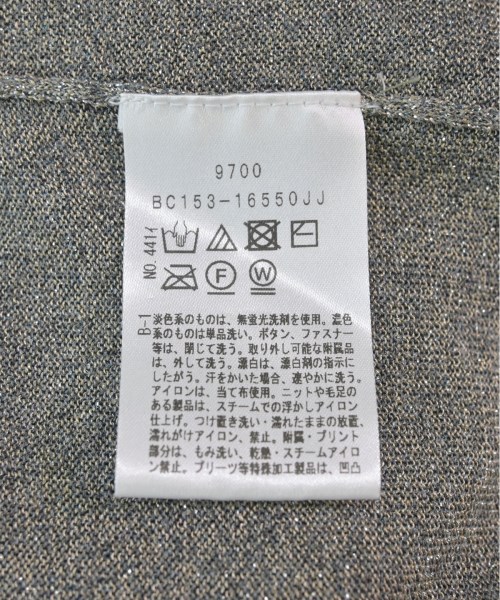 9700
BC153-16550JJ
NO.441イ
F W
B-1
淡色系のものは、無蛍光洗剤を使用。濃色
系のものは単品洗い。ボタン、ファスナー
等は、閉じて洗う。取り外し可能な附属品
は、外して洗う。漂白は、漂白剤の指示に
したがう。汗をかいた場合、速やかに洗う。
アイロンは、当て布使用。ニットや毛足の
ある製品は、スチームでの浮かしアイロン
仕上げ。つけ置き洗い・濡れたままの放置、
濡れがけアイロン、禁止。附属・プリント
部分は、もみ洗い、乾燥・スチームアイロ
ン禁止。プリーツ等特殊加工製品は、凹凸